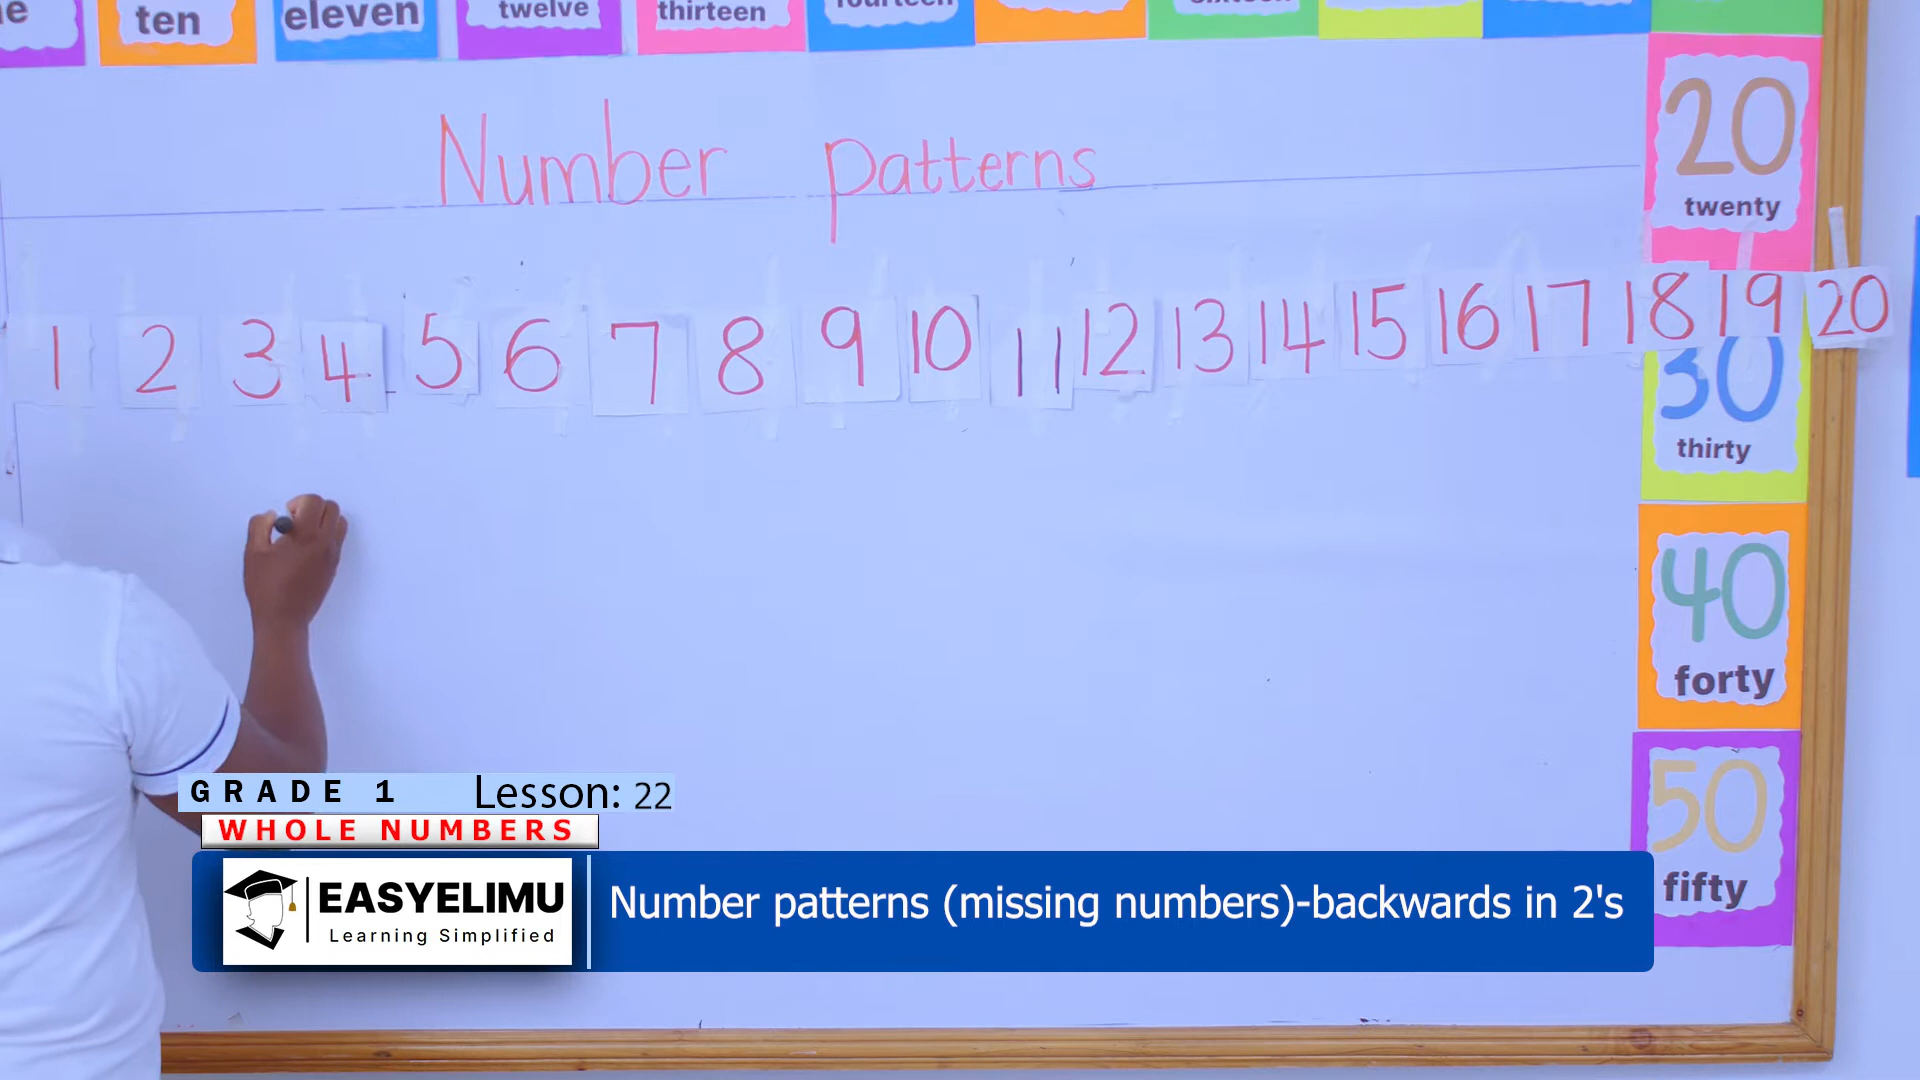 ten eleven twelve thirteen
20
twenty
Number patterns
1 2 3 4 5 6 7 8 9 10 11 12 13 14 15 16 17 18 19 20
30
thirty
40
forty
50
fifty
GRADE 1 Lesson: 22
WHOLE NUMBERS
EASYELIMU
Learning Simplified
Number patterns (missing numbers)-backwards in 2's